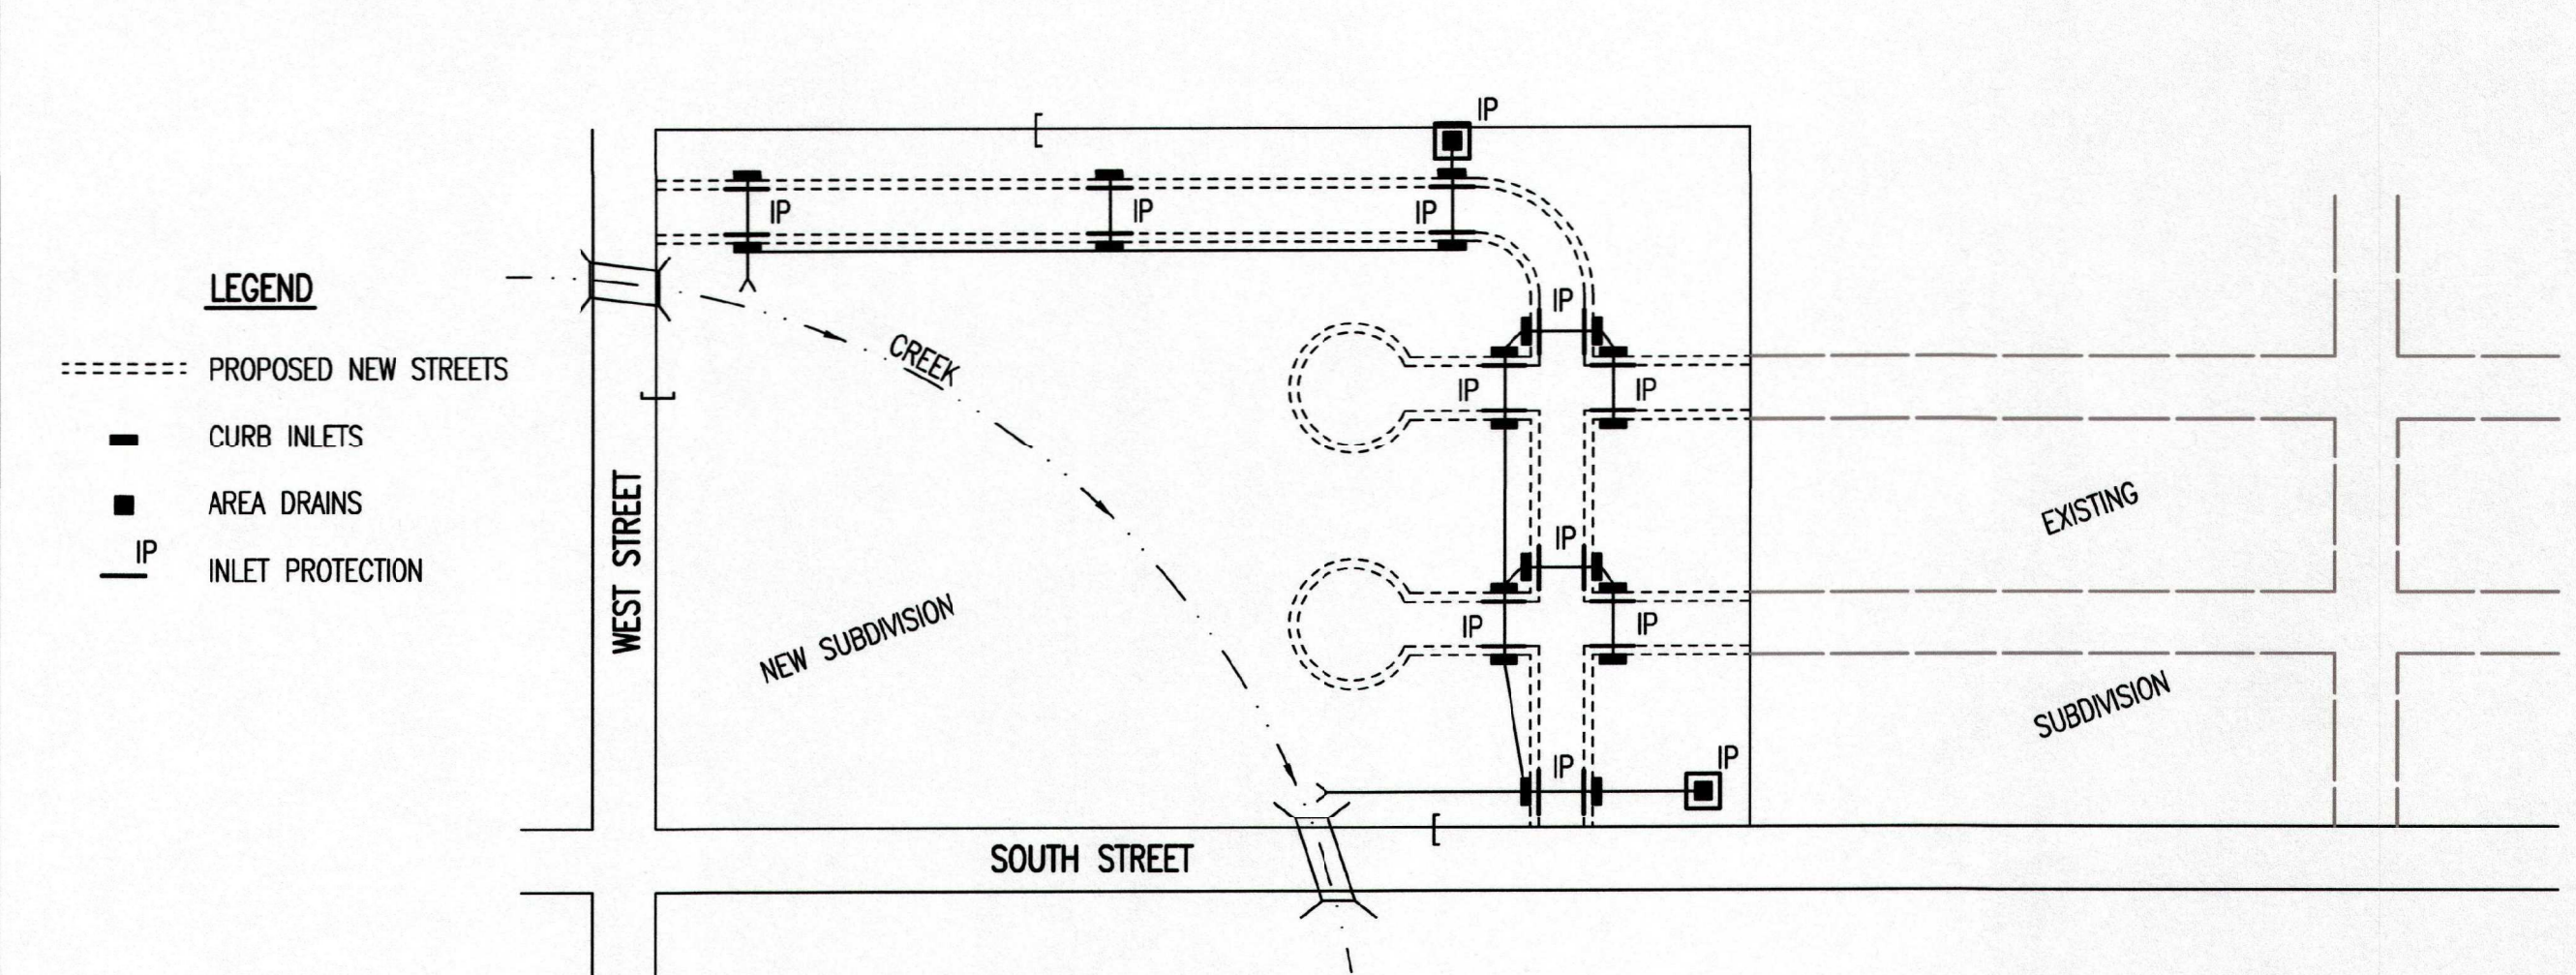 IP
IP
IP
IP
LEGEND
PROPOSED NEW STREETS
CURB INLETS
AREA DRAINS
IP
INLET PROTECTION
WEST STREET
CREEK
NEW SUBDIVISION
IP
IP
IP
IP
IP
IP
IP
IP
EXISTING
SUBDIVISION
SOUTH STREET